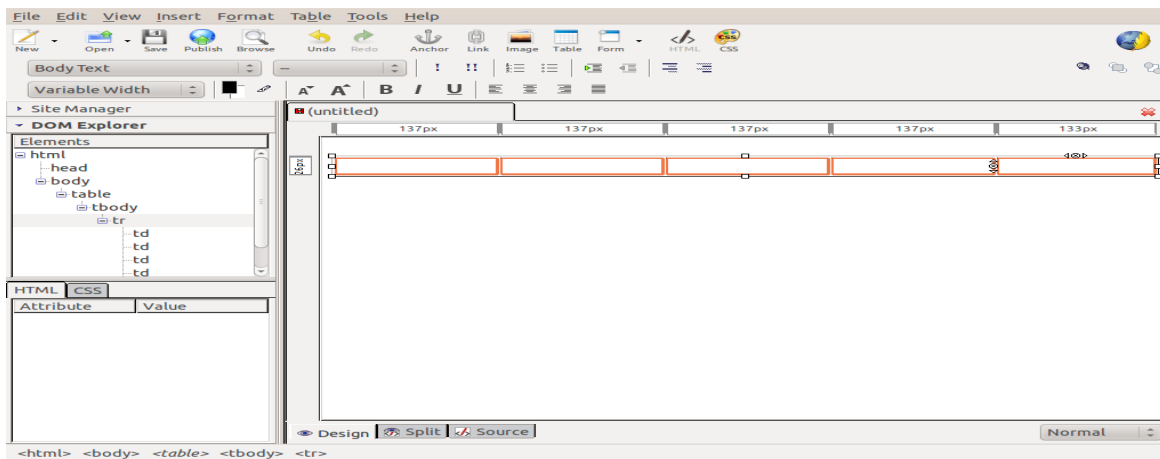 File Edit View Insert Format Table Tools Help
New Open Save Publish Browse Undo Redo Anchor Link Image Table Form HTML CSS
Body Text –
Variable Width A A B I U
Site Manager
(untitled)
DOM Explorer
137px 137px 137px 137px 133px
Elements
html
head
26px
body
table
tbody
tr
td
td
td
td
HTML CSS
Attribute Value
Design Split Source Normal
<html> <body> <table> <tbody> <tr>